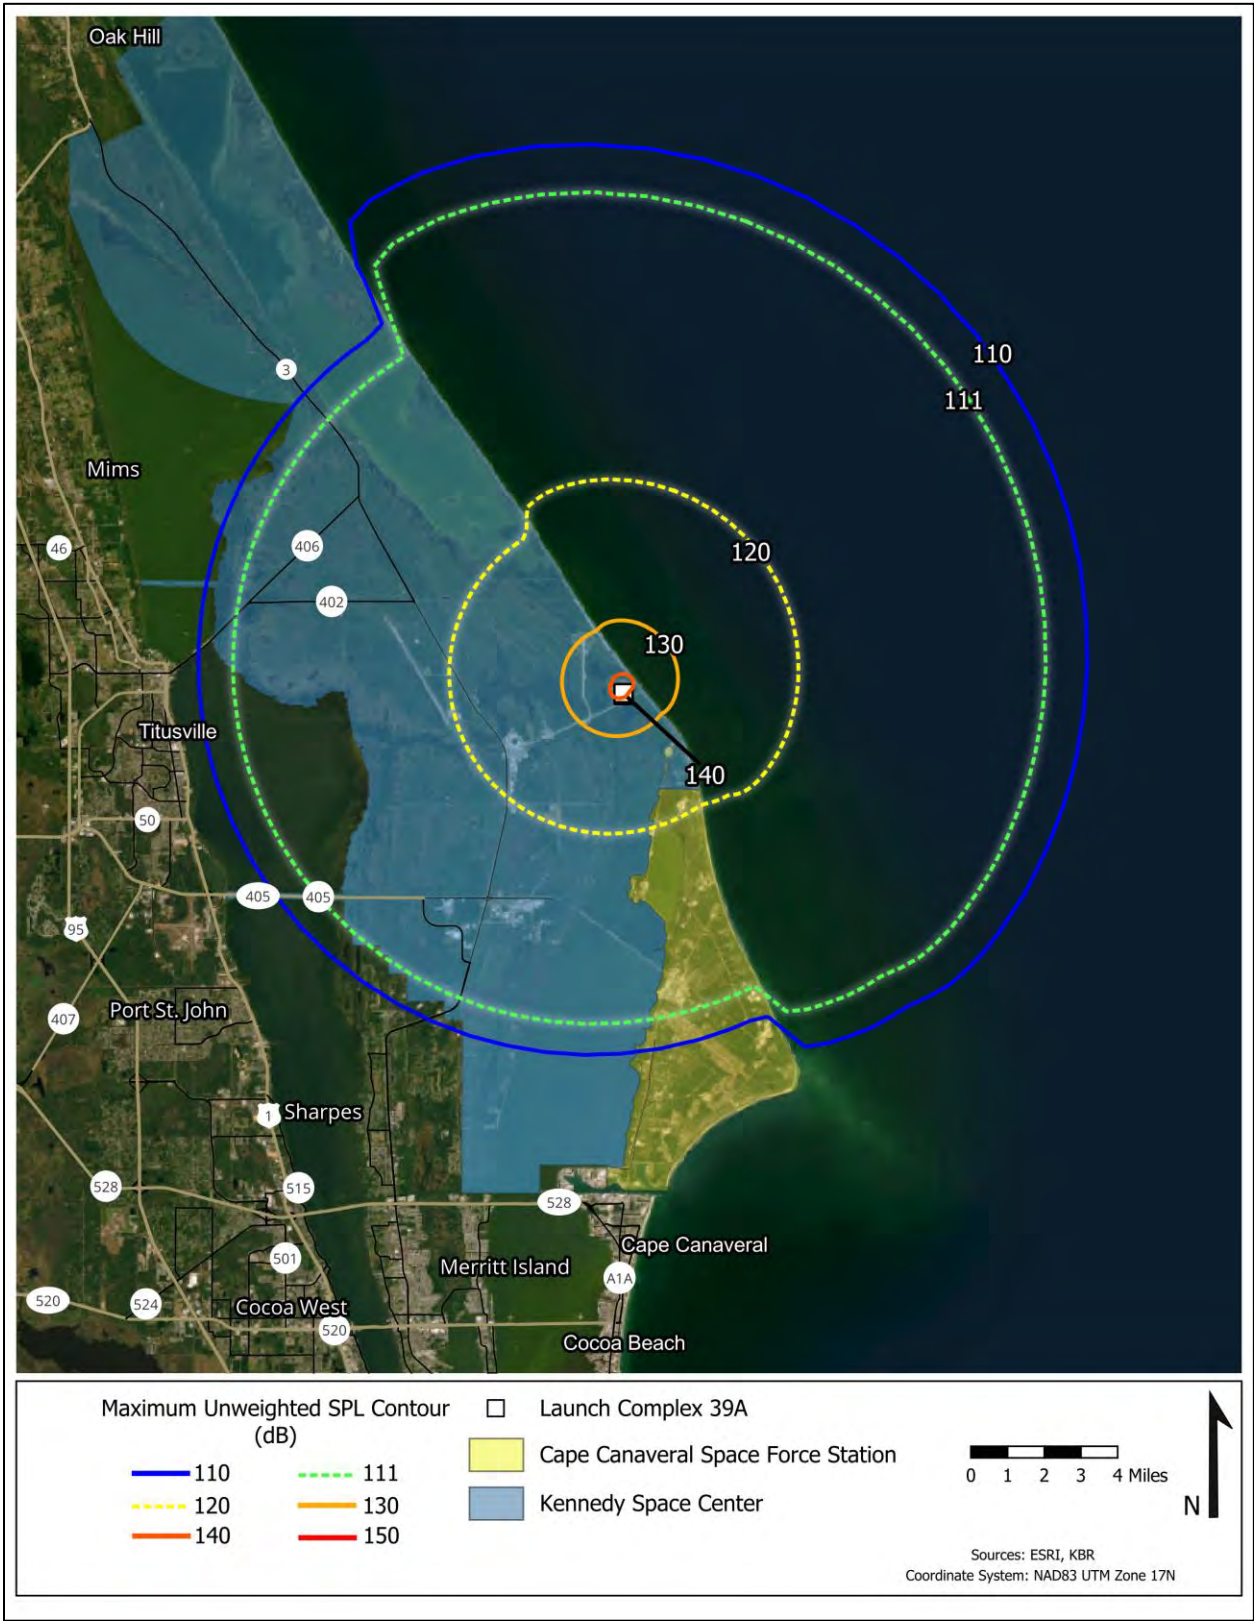 Oak Hill
3
110
111
Mims
46
406
120
402
130
Titusville
140
50
405
405
95
Port St. John
407
1
Sharpes
528
515
528
501
Cape Canaveral
Merritt Island
A1A
520
524
Cocoa West
520
Cocoa Beach
Maximum Unweighted SPL Contour
(dB)
110
111
120
130
140
150
Launch Complex 39A
Cape Canaveral Space Force Station
Kennedy Space Center
0 1 2 3 4 Miles
N
Sources: ESRI, KBR
Coordinate System: NAD83 UTM Zone 17N